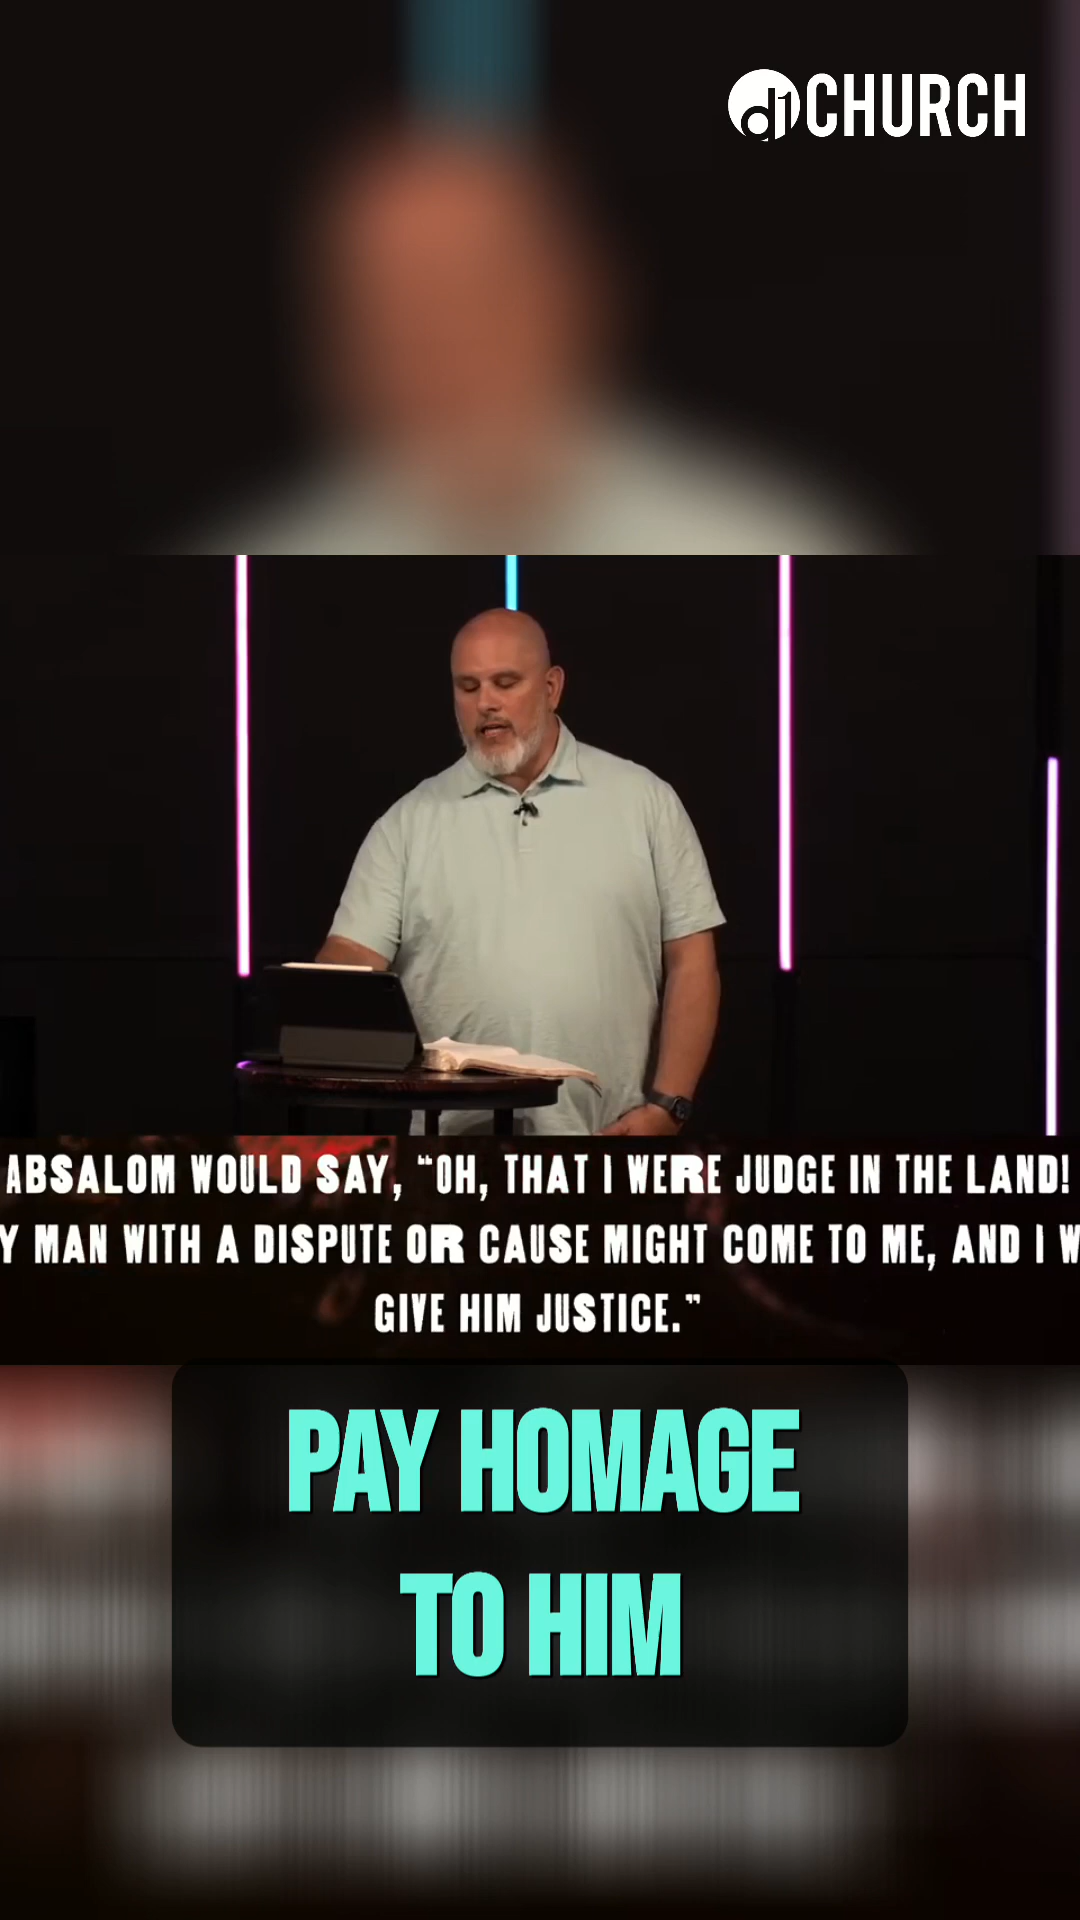 d1 CHURCH
ABSALOM WOULD SAY, “OH, THAT I WERE JUDGE IN THE LAND!
Y MAN WITH A DISPUTE OR CAUSE MIGHT COME TO ME, AND I W
GIVE HIM JUSTICE.”
PAY HOMAGE
TO HIM